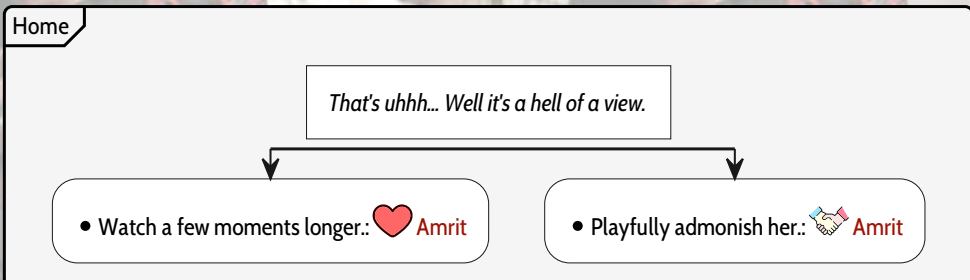 Home
That's uhhh... Well it's a hell of a view.
Watch a few moments longer.: Amrit
Playfully admonish her.: Amrit